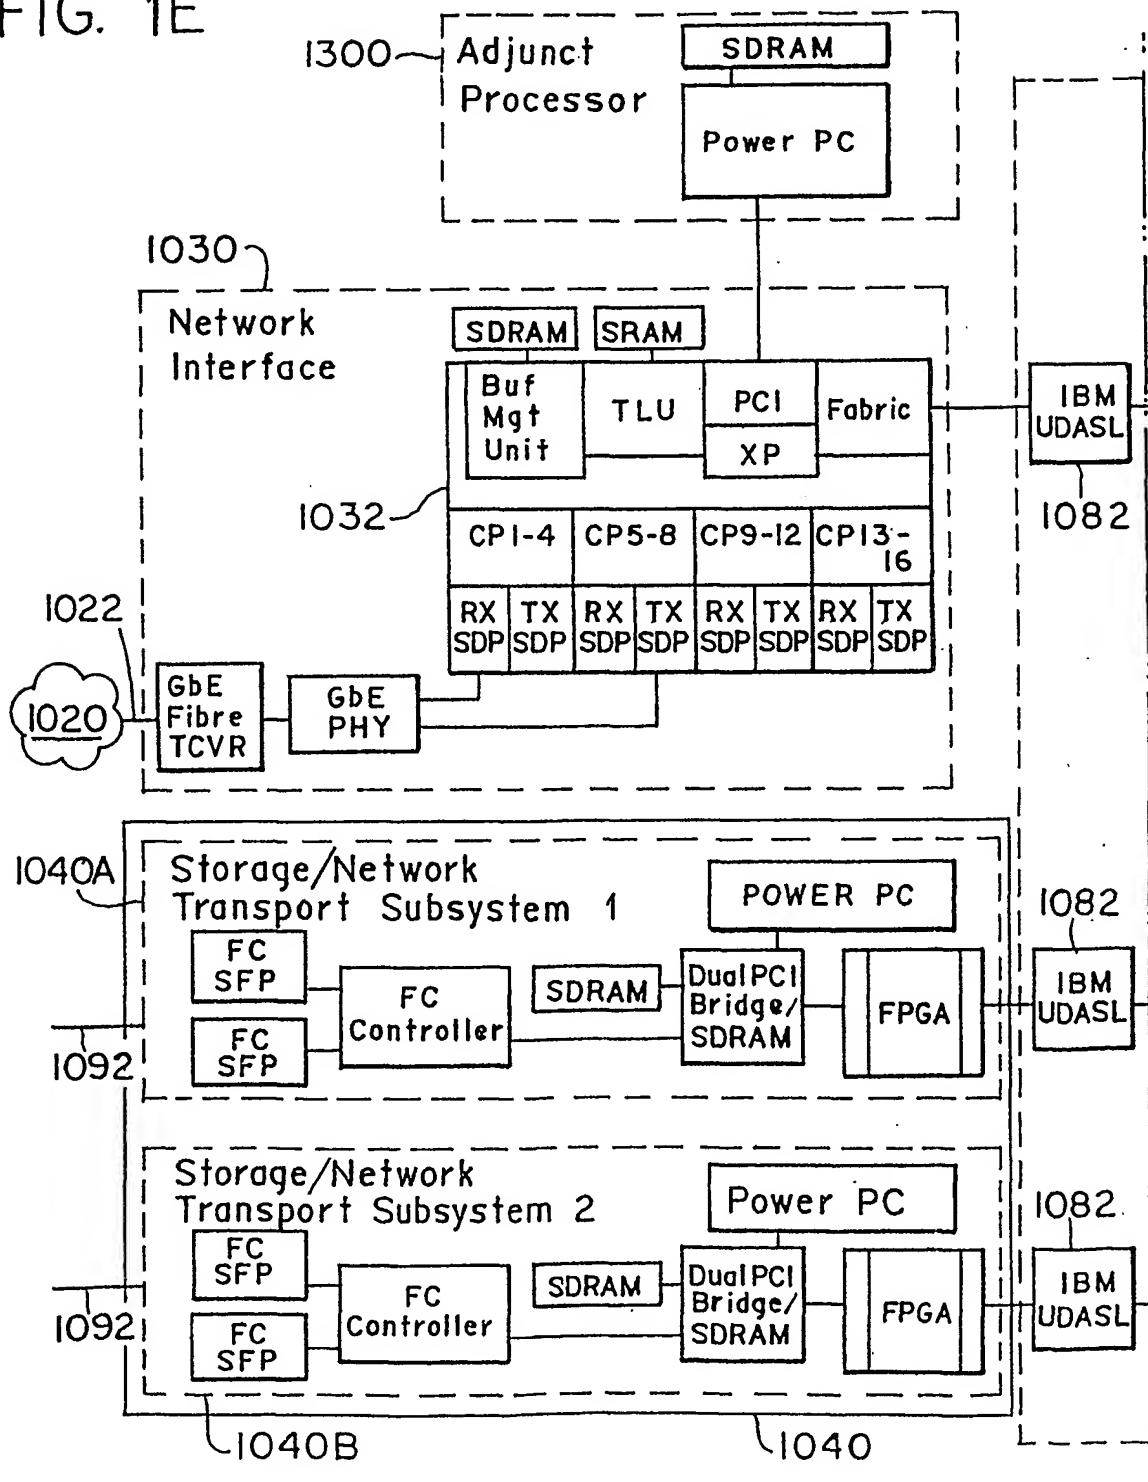 FIG. 1E
1300
Adjunct
Processor
SDRAM
Power PC
1030
Network
Interface
SDRAM
SRAM
Buf
Mgt
Unit
TLU
PCI
XP
Fabric
IBM
UDASL
1082
1032
CP1-4
CP5-8
CP9-12
CP13-
16
RX
SDP
TX
SDP
RX
SDP
TX
SDP
RX
SDP
TX
SDP
RX
SDP
TX
SDP
1022
1020
GbE
Fibre
TCVR
GbE
PHY
1040A
Storage/Network
Transport Subsystem 1
POWER PC
FC
SFP
FC
SFP
FC
Controller
SDRAM
Dual PCI
Bridge/
SDRAM
FPGA
1082
IBM
UDASL
1092
Storage/Network
Transport Subsystem 2
Power PC
FC
SFP
FC
SFP
FC
Controller
SDRAM
Dual PCI
Bridge/
SDRAM
FPGA
1082
IBM
UDASL
1092
1040B
1040